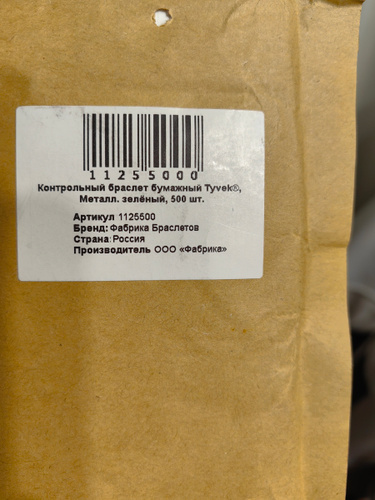 11255000
Контрольный браслет бумажный Tyvek®,
Металл. зелёный, 500 шт.
Артикул 1125500
Бренд: Фабрика Браслетов
Страна: Россия
Производитель ООО «Фабрика»